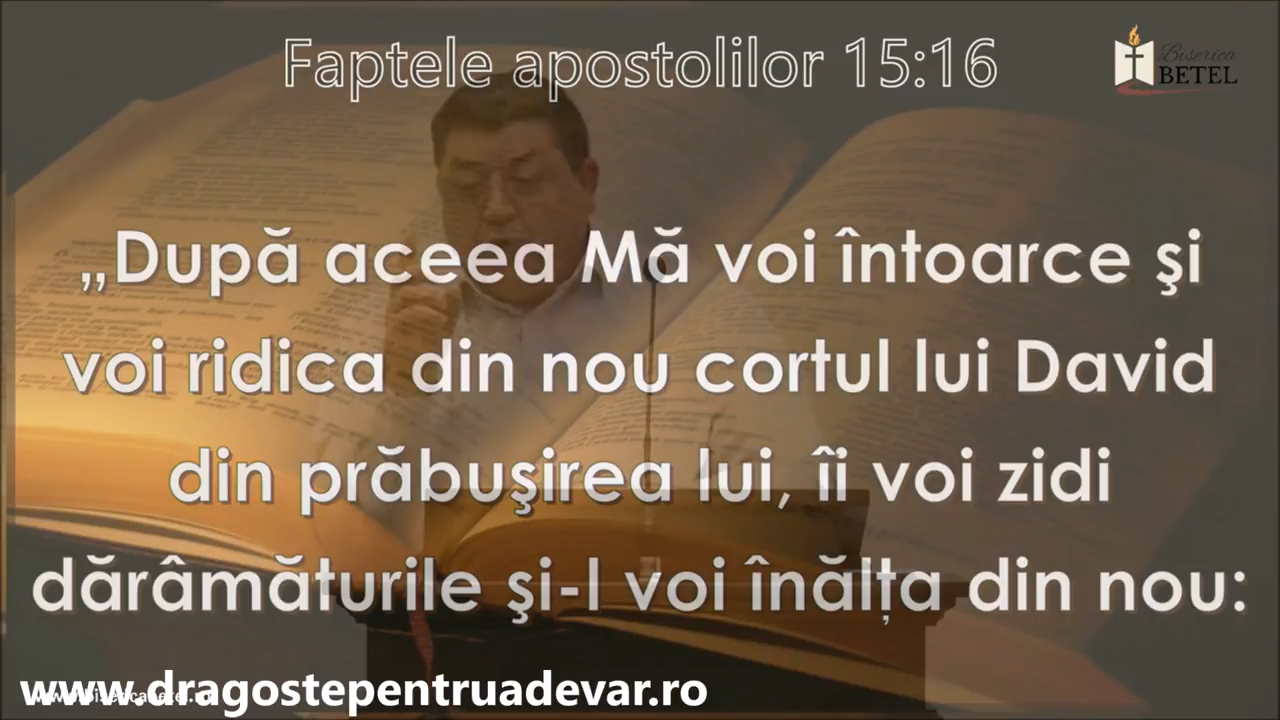 Faptele apostolilor 15:16
Biserica
BETEL
„După aceea Mă voi întoarce şi
voi ridica din nou cortul lui David
din prăbuşirea lui, îi voi zidi
dărâmăturile şi-l voi înălţa din nou:
www.dragostepentruadevar.ro